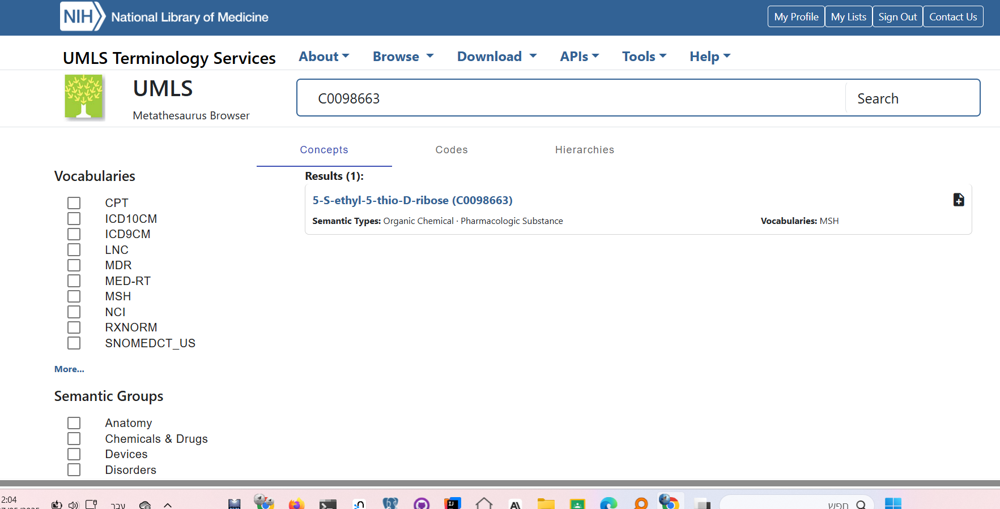 NIH National Library of Medicine
My Profile My Lists Sign Out Contact Us
UMLS Terminology Services About Browse Download APIs Tools Help
UMLS
Metathesaurus Browser
C0098663 Search
Concepts Codes Hierarchies
Vocabularies
CPT
ICD10CM
ICD9CM
LNC
MDR
MED-RT
MSH
NCI
RXNORM
SNOMEDCT_US
More...
Semantic Groups
Anatomy
Chemicals & Drugs
Devices
Disorders
Results (1):
5-S-ethyl-5-thio-D-ribose (C0098663)
Semantic Types: Organic Chemical · Pharmacologic Substance Vocabularies: MSH
2:04
עבר
חפש